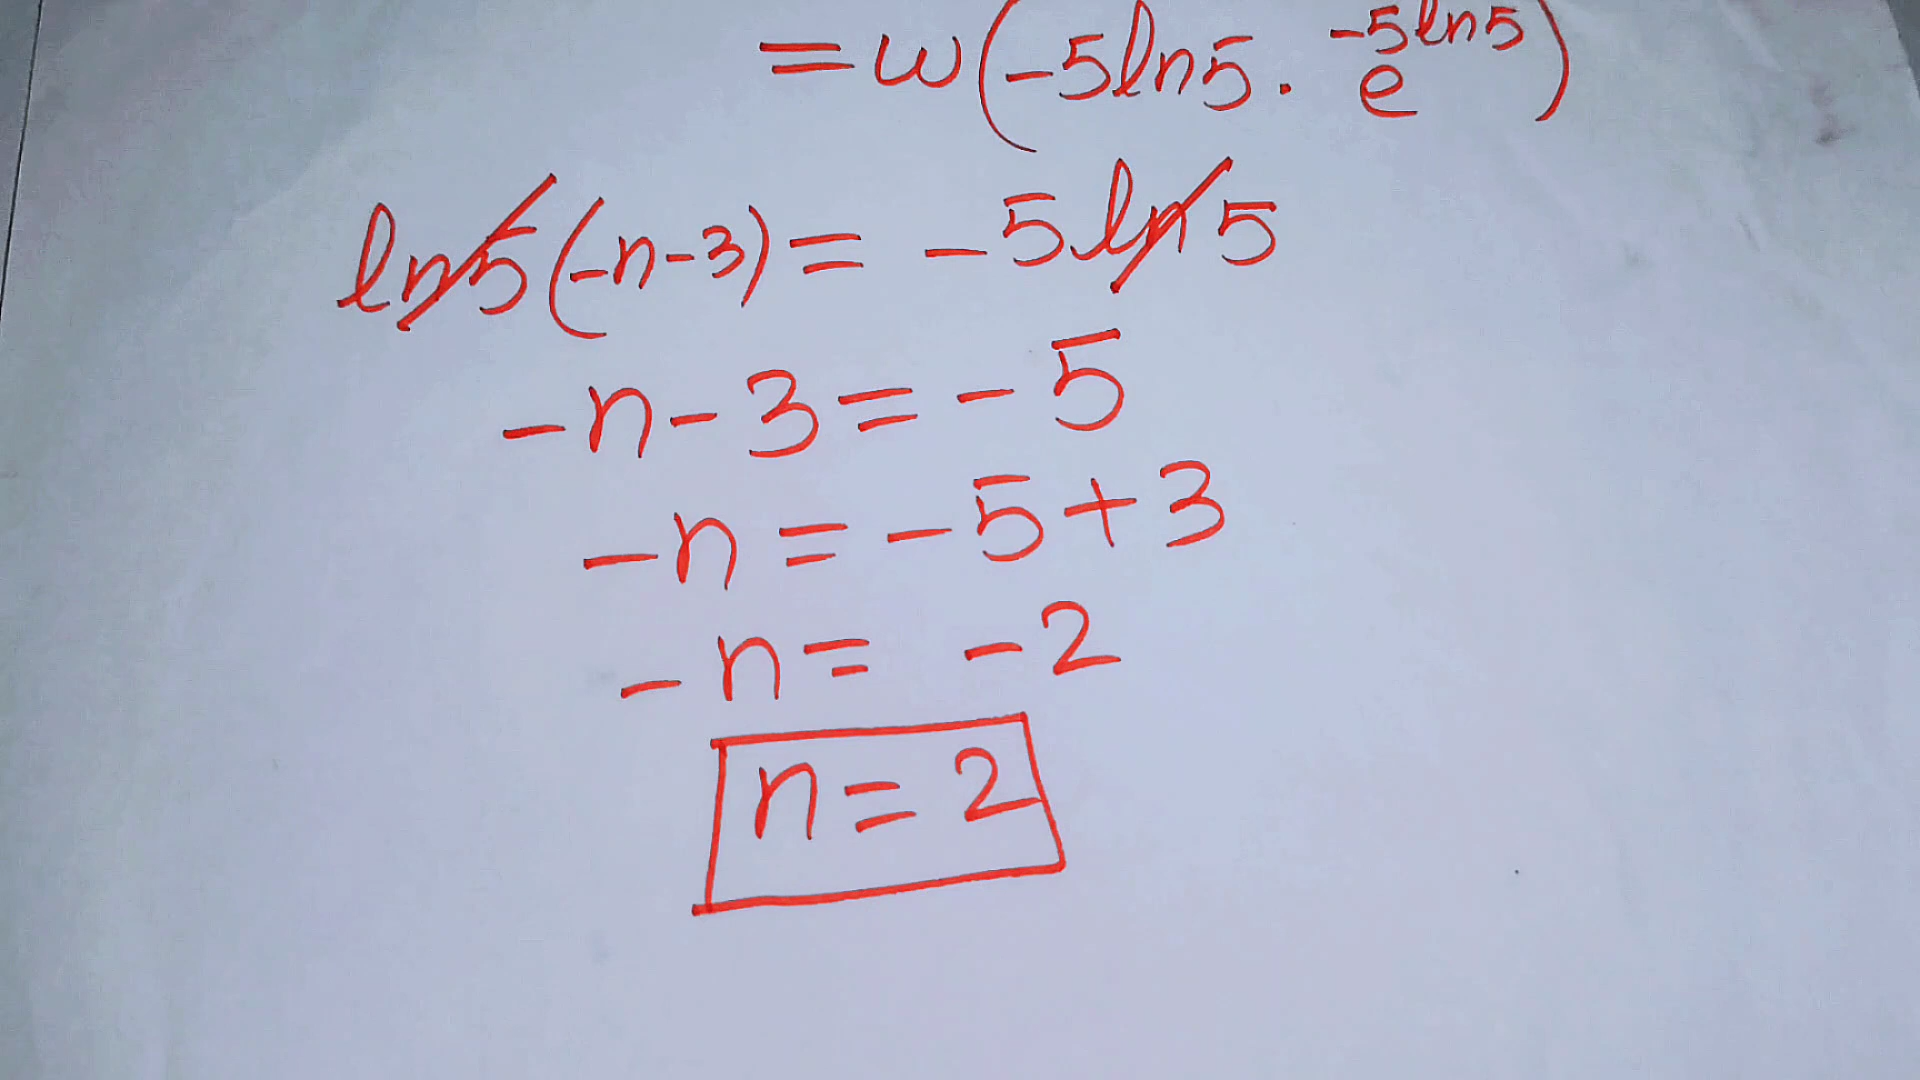 = w(-5ln5 · e^-5ln5)
ln5(-n-3) = -5ln5
-n-3 = -5
-n = -5+3
-n = -2
n = 2